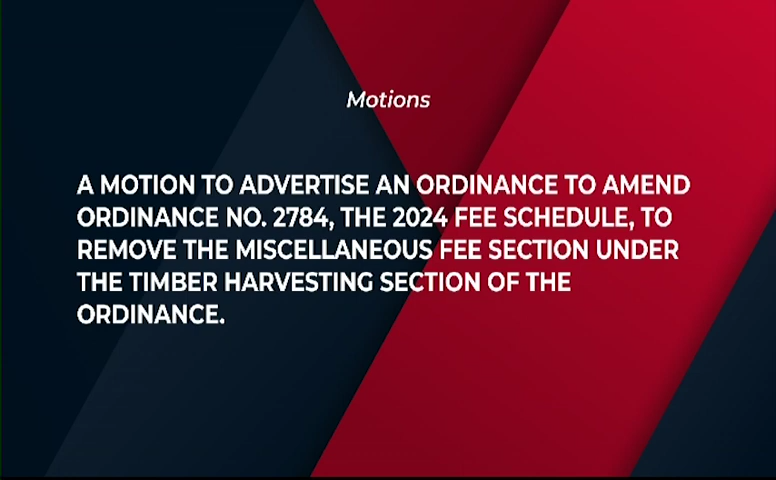 Motions
A MOTION TO ADVERTISE AN ORDINANCE TO AMEND
ORDINANCE NO. 2784, THE 2024 FEE SCHEDULE, TO
REMOVE THE MISCELLANEOUS FEE SECTION UNDER
THE TIMBER HARVESTING SECTION OF THE
ORDINANCE.